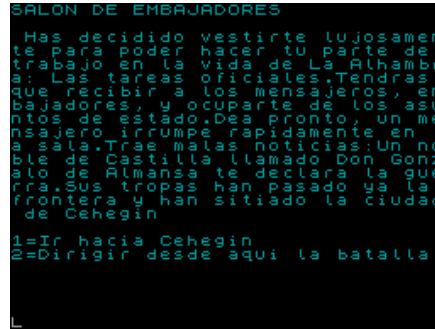 SALON DE EMBAJADORES
Has decidido vestirte lujosamen
te para poder hacer tu parte de
trabajo en la vida de La Alhambr
a: Las tareas oficiales.Tendras
que recibir a los mensajeros, em
bajadores, y ocuparte de los asu
ntos de estado.Dea pronto, un me
nsajero irrumpe rapidamente en l
a sala.Trae malas noticias:Un no
ble de Castilla llamado Don Gonz
alo de Almansa te declara la gue
rra.Sus tropas han pasado ya la
frontera y han sitiado la ciudad
de Cehegin
1=Ir hacia Cehegin
2=Dirigir desde aqui la batalla
L